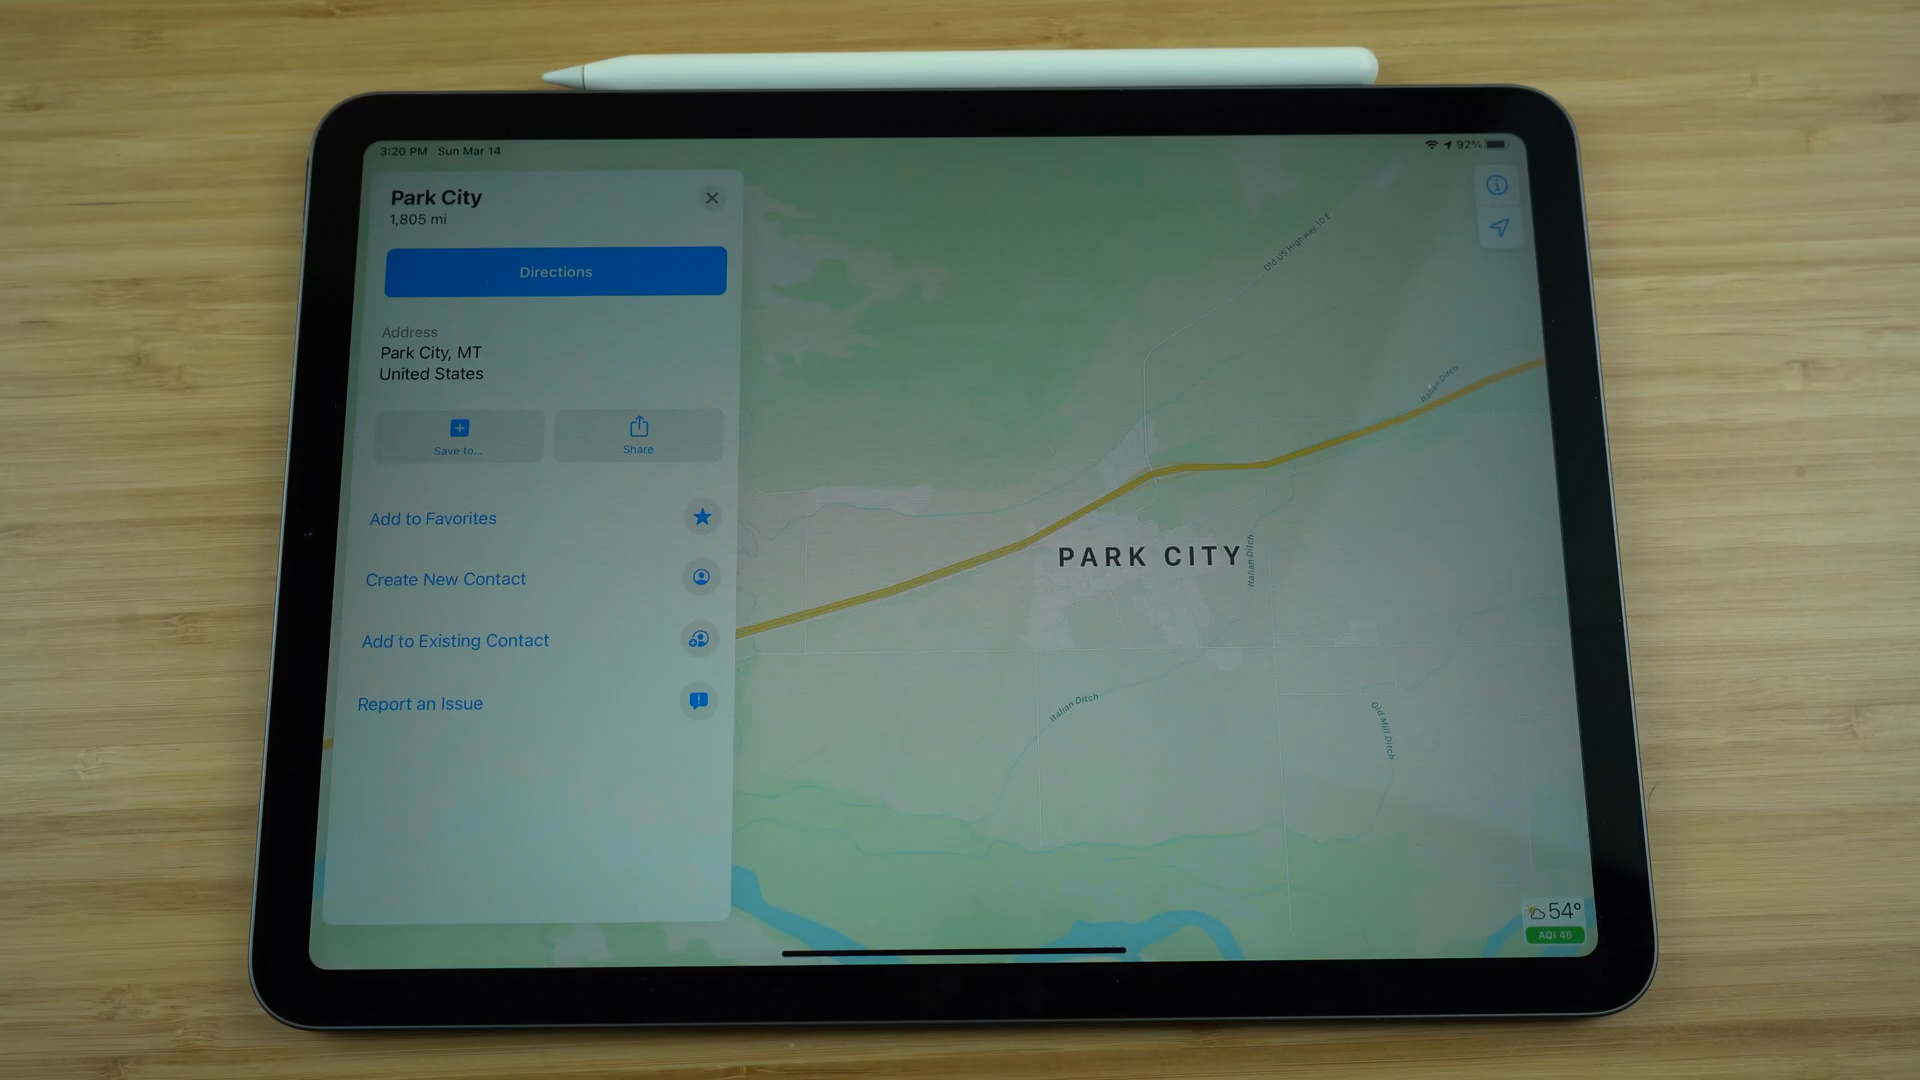 3:20 PM Sun Mar 14
92%
Park City
1,805 mi
Directions
Address
Park City, MT
United States
Save to...
Share
Add to Favorites
Create New Contact
Add to Existing Contact
Report an Issue
Old US Highway 10 E
Italian Ditch
PARK CITY
Italian Ditch
Italian Ditch
Old Mill Ditch
54°
AQI 46